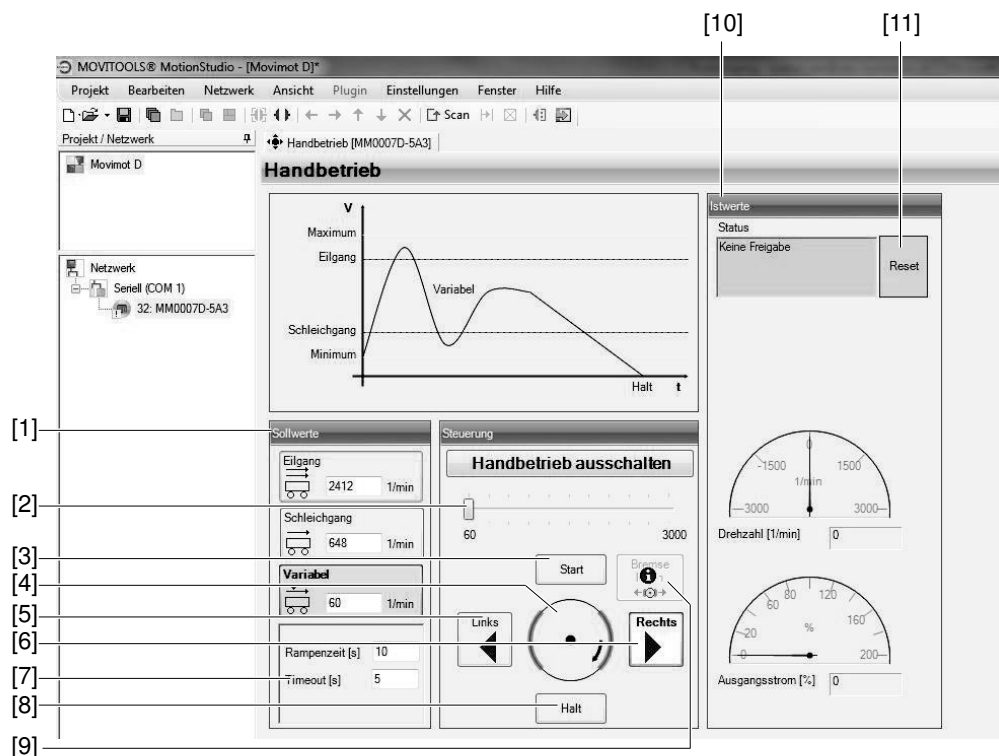 [10]
[11]
MOVITOOLS® MotionStudio - [Movimot D]*
Projekt Bearbeiten Netzwerk Ansicht Plugin Einstellungen Fenster Hilfe
Scan
Projekt / Netzwerk
Movimot D
Netzwerk
Seriell (COM 1)
32: MM0007D-5A3
Handbetrieb [MM0007D-5A3]
Handbetrieb
V
Maximum
Eilgang
Variabel
Schleichgang
Minimum
Halt
t
Istwerte
Status
Keine Freigabe
Reset
[1]
[2]
[3]
[4]
[5]
[6]
[7]
[8]
[9]
Sollwerte
Eilgang
2412 1/min
Schleichgang
648 1/min
Variabel
60 1/min
Rampenzeit [s] 10
Timeout [s] 5
Steuerung
Handbetrieb ausschalten
60
3000
Start
Bremse
Links
Rechts
Halt
0
-1500 1500
1/min
-3000 3000
Drehzahl [1/min] 0
80 120
60
160
20 %
0 200
Ausgangsstrom [%] 0